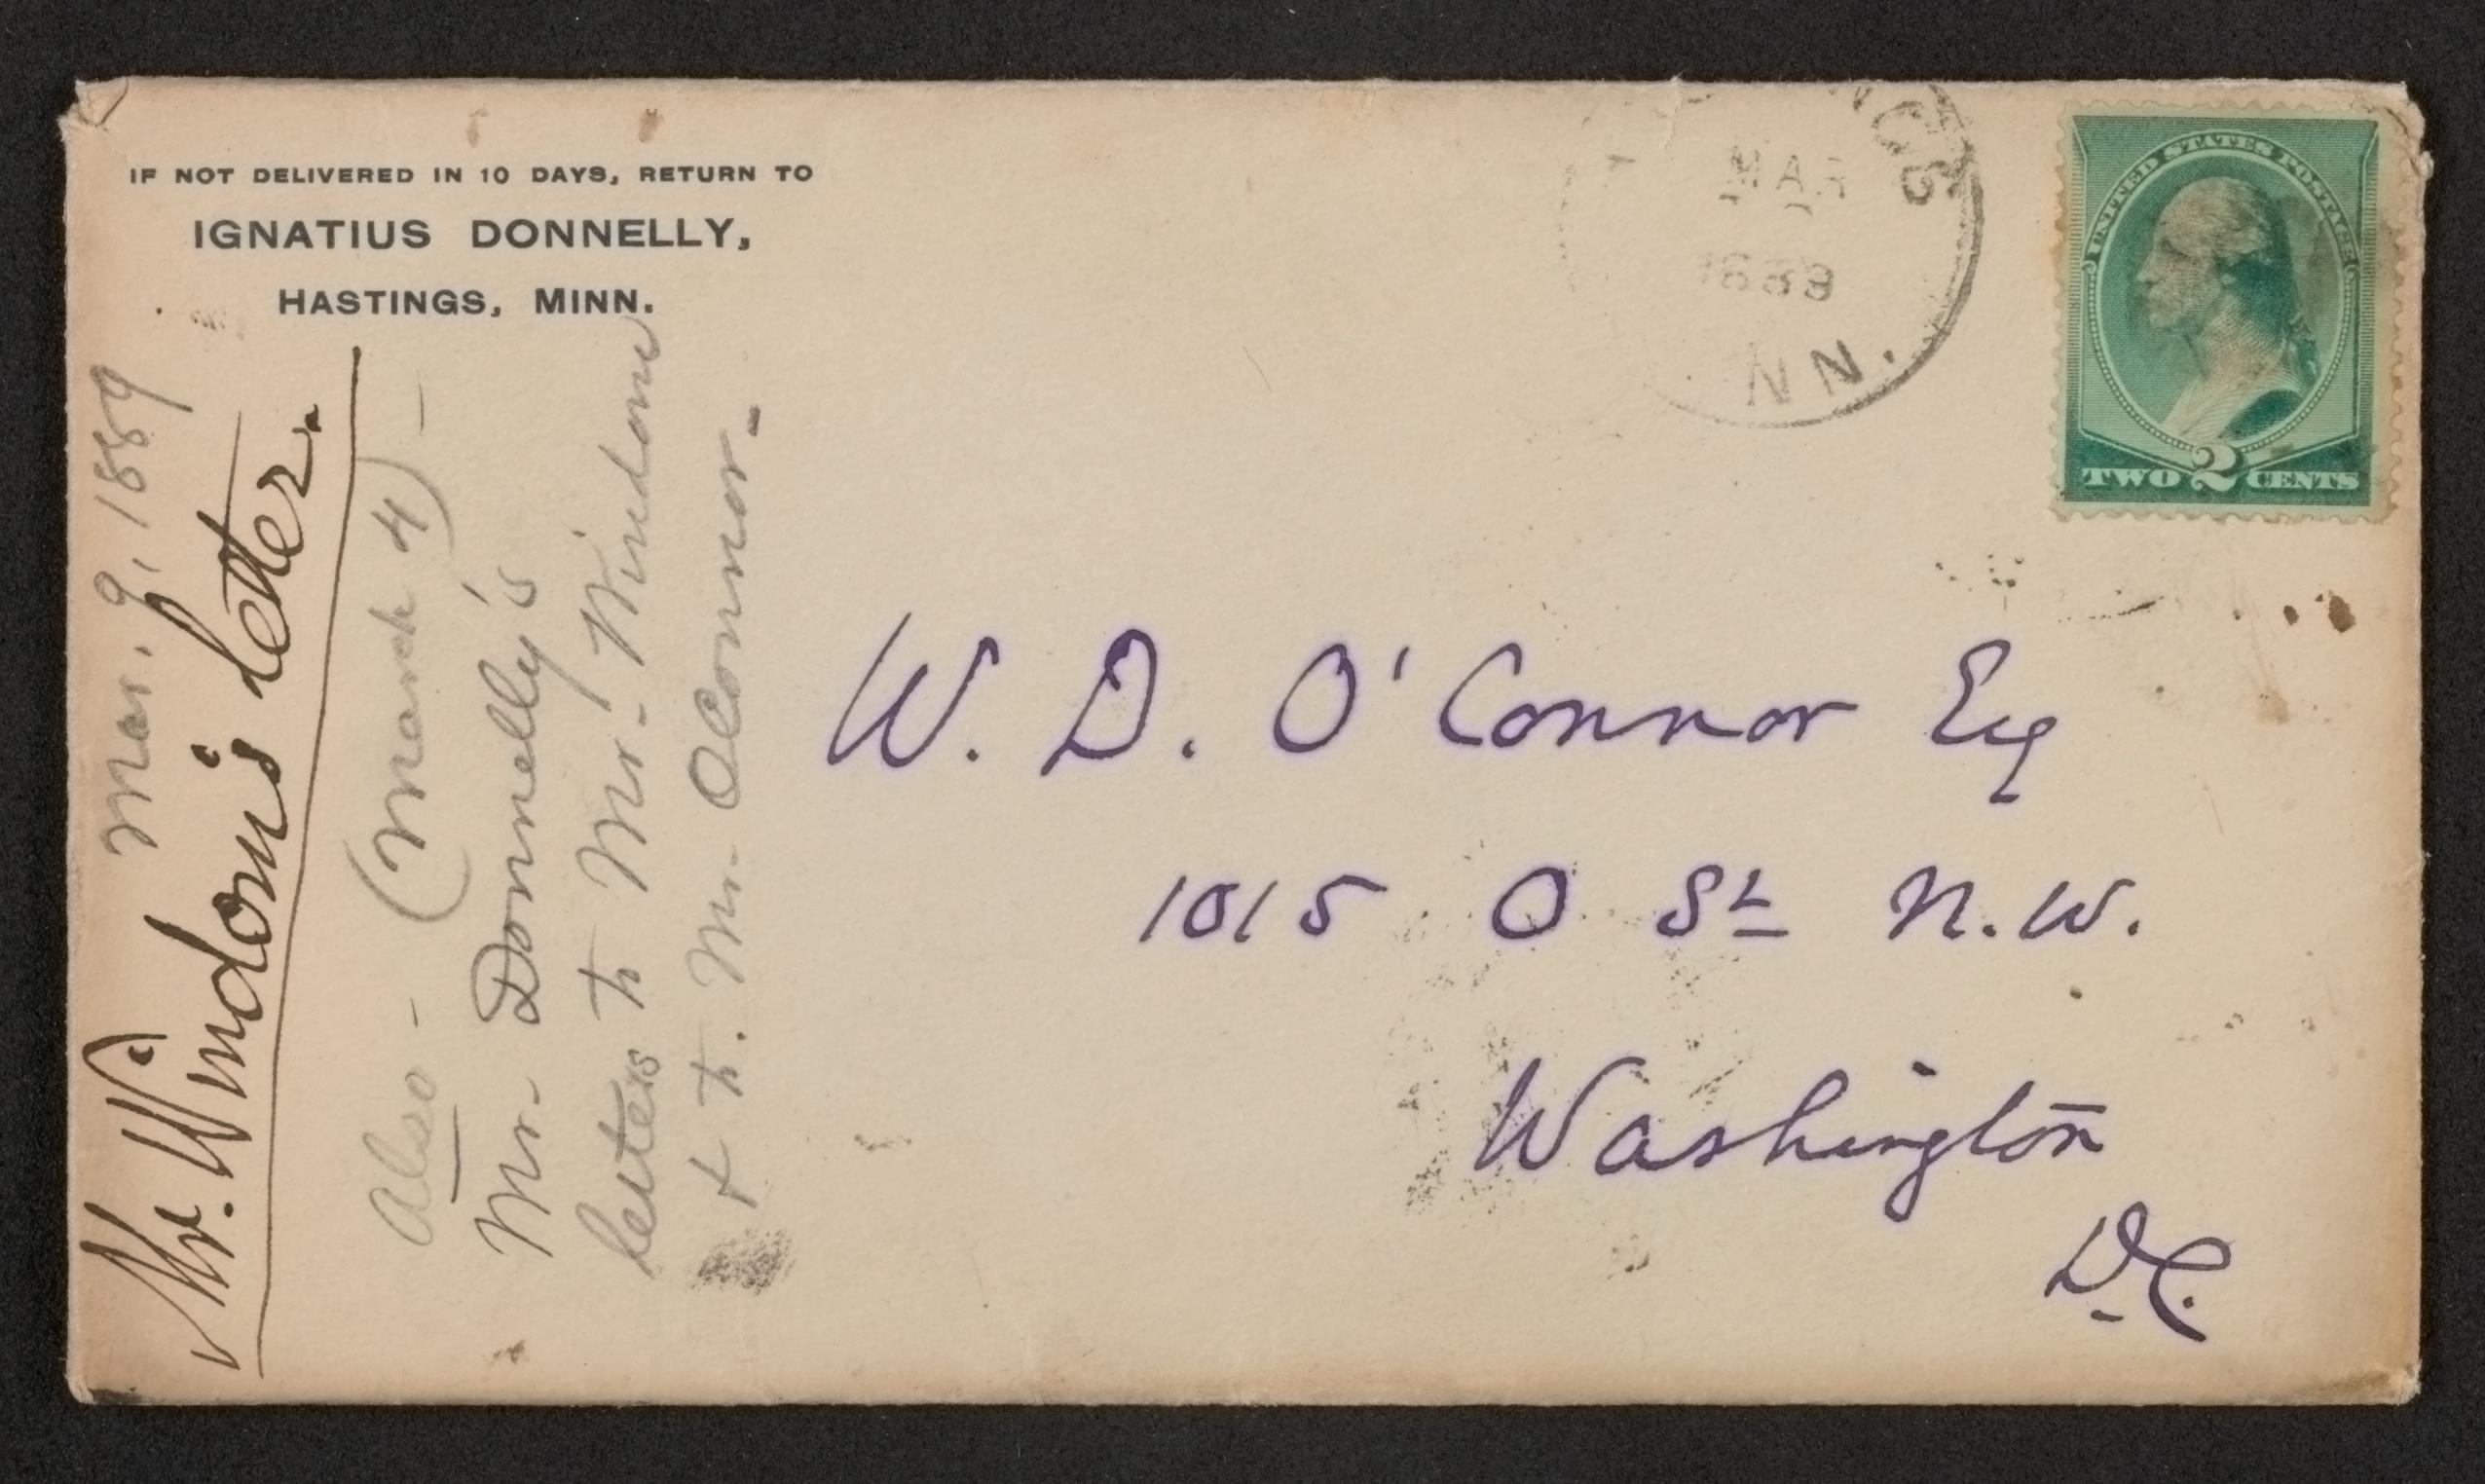 IF NOT DELIVERED IN 10 DAYS, RETURN TO
IGNATIUS DONNELLY,
HASTINGS, MINN.
MAR
NN.
UNITED STATES POSTAGE
TWO 2 CENTS
W. D. O'Connor Esq
1015 O St N.W.
Washington
D.C.
Mar. 9, 1889
Mr. Windom's letter.
Also - (March 4) -
Mr. Donnelly's
letters to Mr. Windom
& to. Mr. O'Connor.